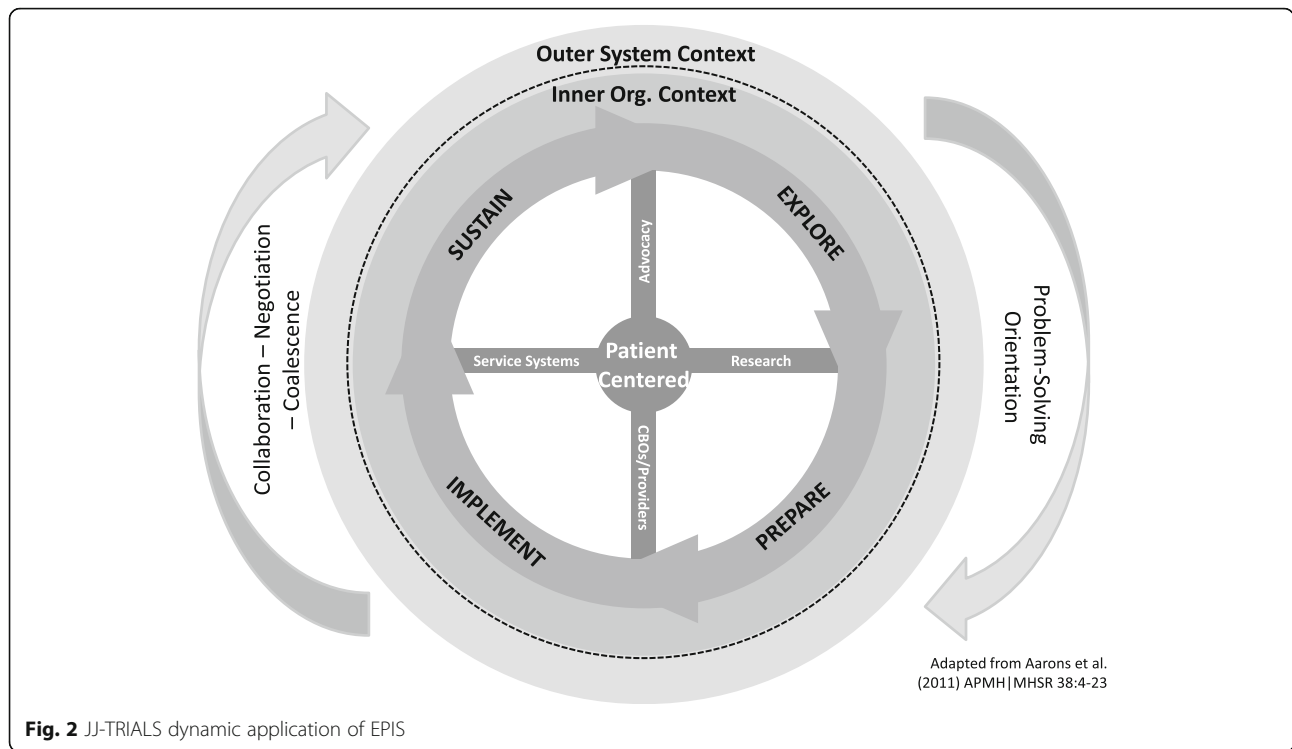 Outer System Context
Inner Org. Context
SUSTAIN
EXPLORE
Advocacy
Collaboration – Negotiation
– Coalescence
Problem-Solving
Orientation
Service Systems
Patient
Centered
Research
CBOs/Providers
IMPLEMENT
PREPARE
Adapted from Aarons et al.
(2011) APMH|MHSR 38:4-23
Fig. 2 JJ-TRIALS dynamic application of EPIS